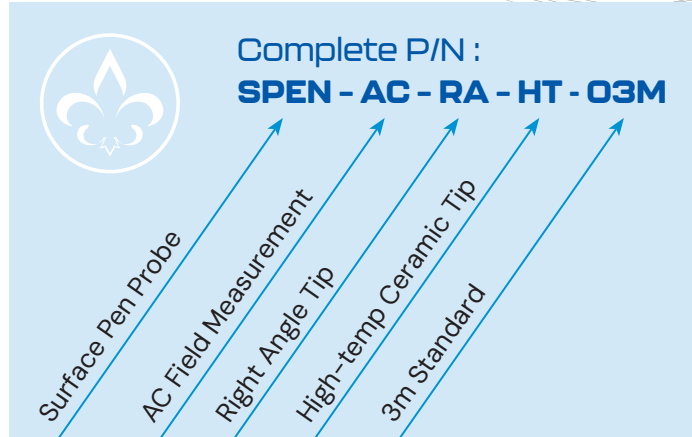 Complete P/N :
SPEN - AC - RA - HT - 03M
Surface Pen Probe
AC Field Measurement
Right Angle Tip
High-temp Ceramic Tip
3m Standard